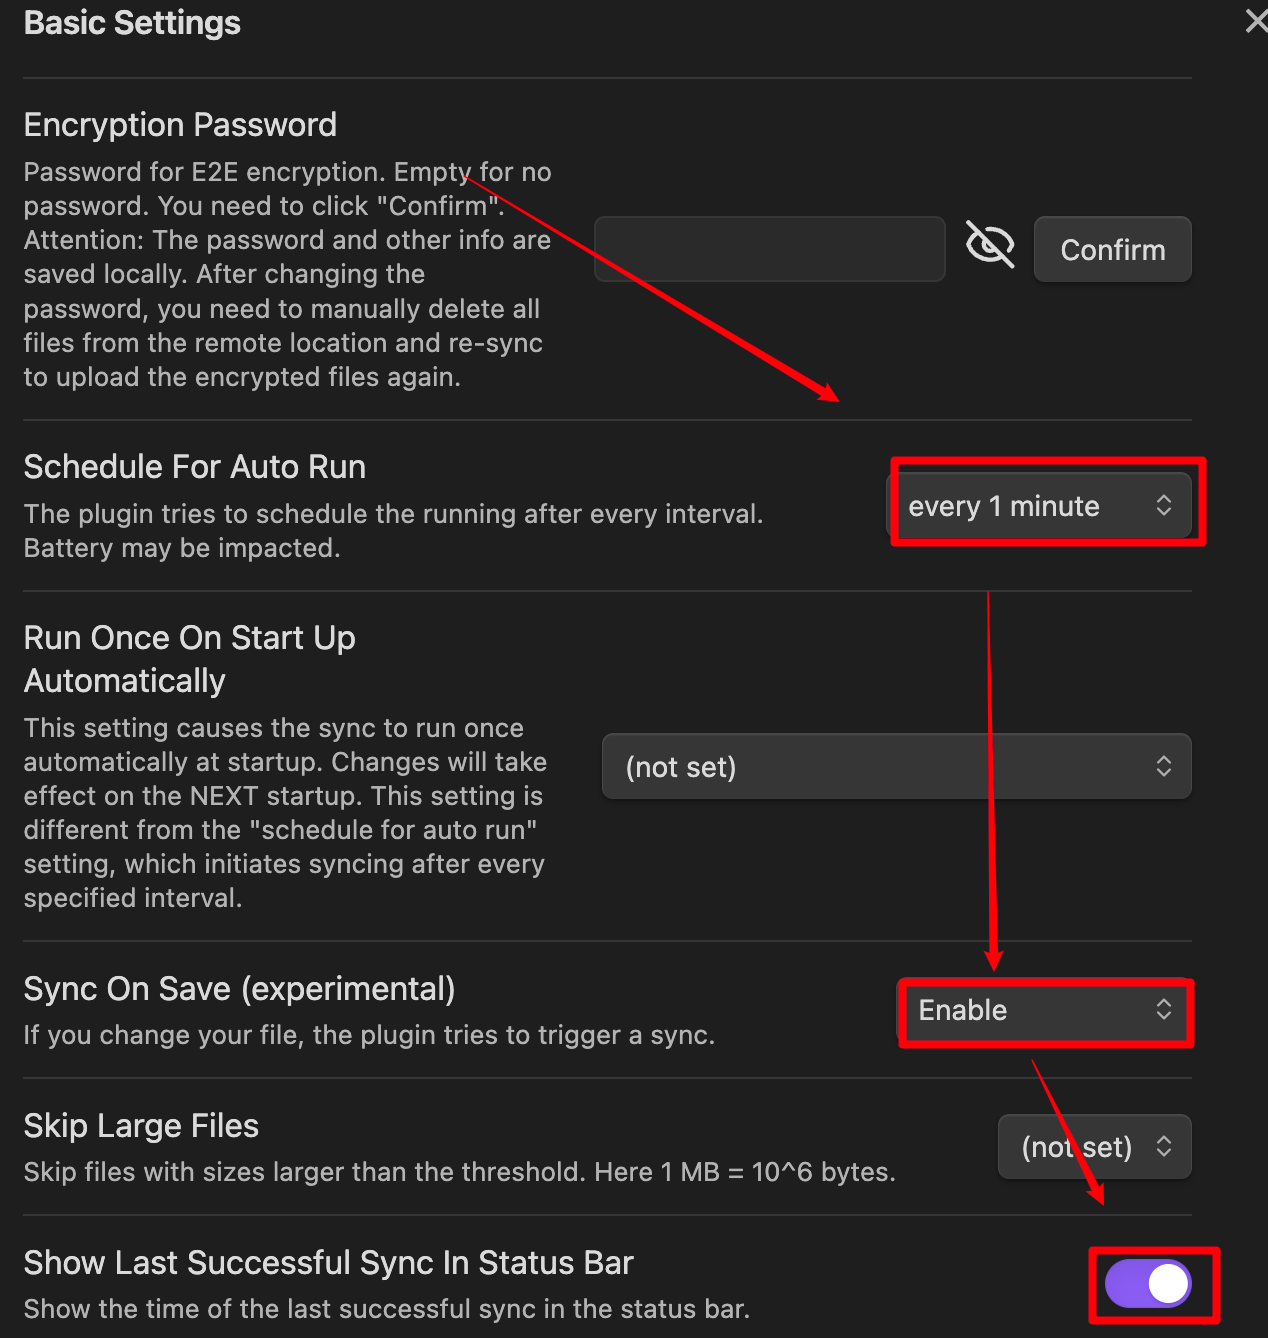 Basic Settings
Encryption Password
Password for E2E encryption. Empty for no
password. You need to click "Confirm".
Attention: The password and other info are
saved locally. After changing the
password, you need to manually delete all
files from the remote location and re-sync
to upload the encrypted files again.
Confirm
Schedule For Auto Run
The plugin tries to schedule the running after every interval.
Battery may be impacted.
every 1 minute
Run Once On Start Up
Automatically
This setting causes the sync to run once
automatically at startup. Changes will take
effect on the NEXT startup. This setting is
different from the "schedule for auto run"
setting, which initiates syncing after every
specified interval.
(not set)
Sync On Save (experimental)
If you change your file, the plugin tries to trigger a sync.
Enable
Skip Large Files
Skip files with sizes larger than the threshold. Here 1 MB = 10^6 bytes.
(not set)
Show Last Successful Sync In Status Bar
Show the time of the last successful sync in the status bar.